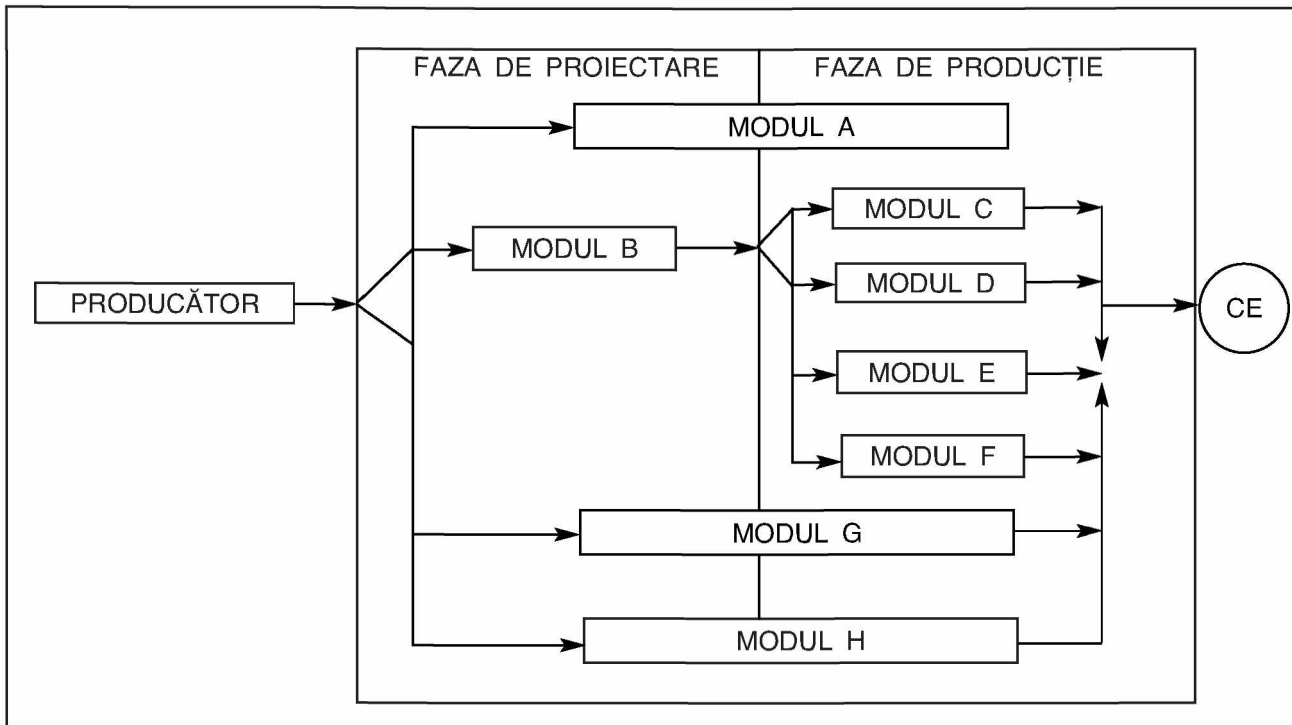 FAZA DE PROIECTARE
FAZA DE PRODUCȚIE
MODUL A
MODUL C
MODUL B
MODUL D
PRODUCĂTOR
CE
MODUL E
MODUL F
MODUL G
MODUL H